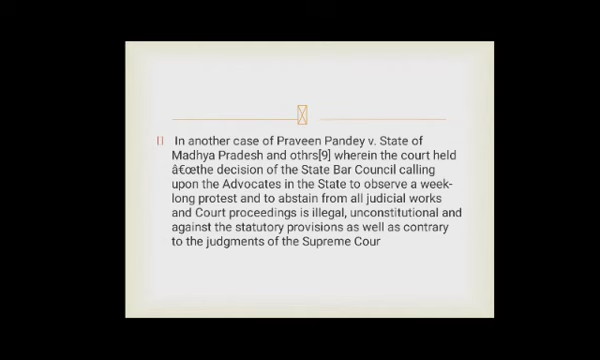 In another case of Praveen Pandey v. State of
Madhya Pradesh and othrs[9] wherein the court held
â€œthe decision of the State Bar Council calling
upon the Advocates in the State to observe a week-
long protest and to abstain from all judicial works
and Court proceedings is illegal, unconstitutional and
against the statutory provisions as well as contrary
to the judgments of the Supreme Cour